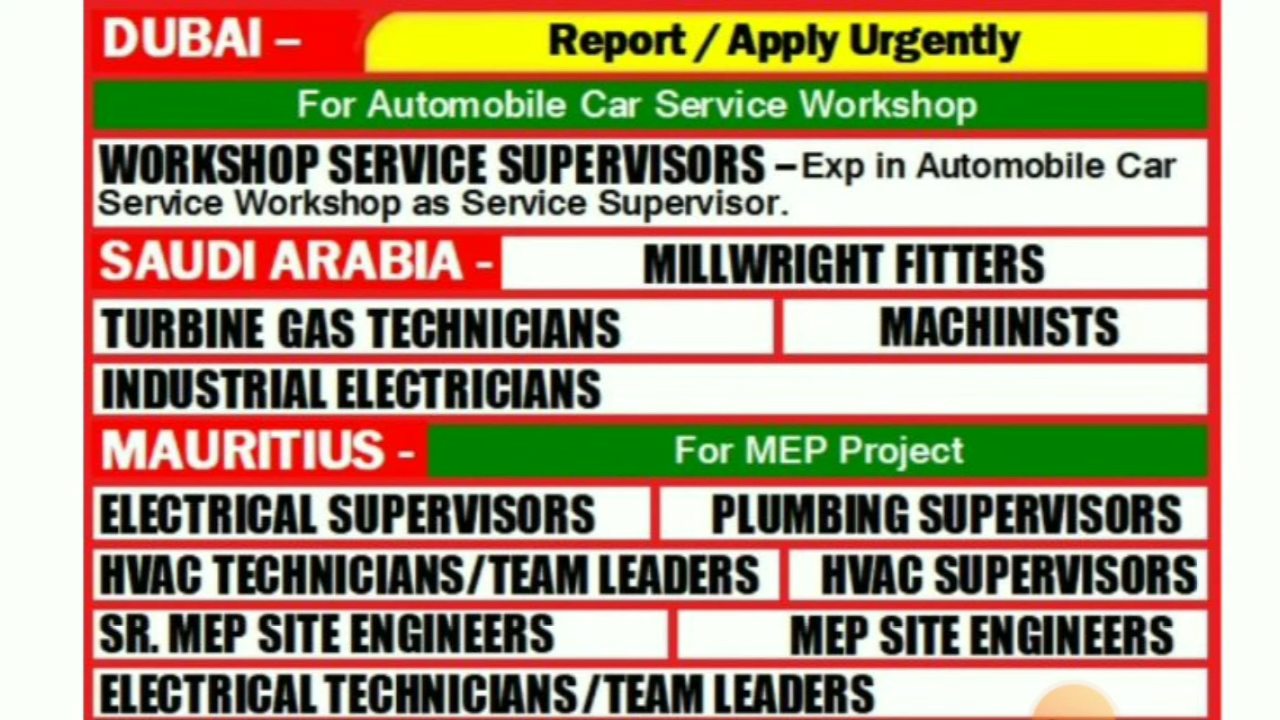 DUBAI –
Report / Apply Urgently
For Automobile Car Service Workshop
WORKSHOP SERVICE SUPERVISORS – Exp in Automobile Car
Service Workshop as Service Supervisor.
SAUDI ARABIA -
MILLWRIGHT FITTERS
TURBINE GAS TECHNICIANS
MACHINISTS
INDUSTRIAL ELECTRICIANS
MAURITIUS -
For MEP Project
ELECTRICAL SUPERVISORS
PLUMBING SUPERVISORS
HVAC TECHNICIANS/TEAM LEADERS
HVAC SUPERVISORS
SR. MEP SITE ENGINEERS
MEP SITE ENGINEERS
ELECTRICAL TECHNICIANS/TEAM LEADERS